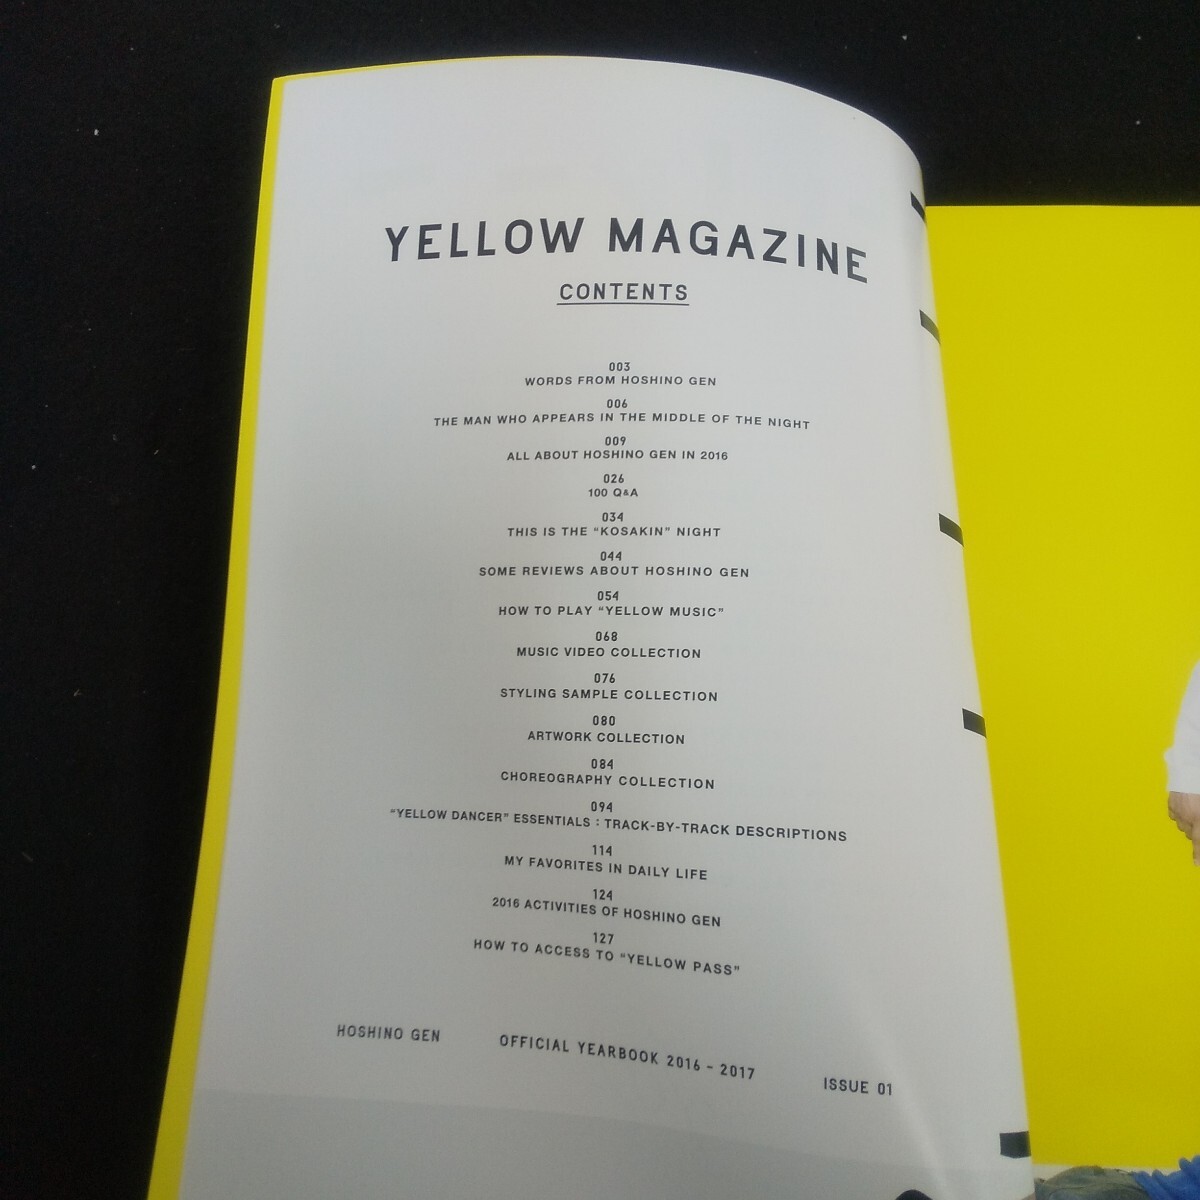 YELLOW MAGAZINE
CONTENTS
003
WORDS FROM HOSHINO GEN
006
THE MAN WHO APPEARS IN THE MIDDLE OF THE NIGHT
009
ALL ABOUT HOSHINO GEN IN 2016
026
100 Q&A
034
THIS IS THE “KOSAKIN” NIGHT
044
SOME REVIEWS ABOUT HOSHINO GEN
054
HOW TO PLAY “YELLOW MUSIC”
068
MUSIC VIDEO COLLECTION
076
STYLING SAMPLE COLLECTION
080
ARTWORK COLLECTION
084
CHOREOGRAPHY COLLECTION
094
“YELLOW DANCER” ESSENTIALS : TRACK-BY-TRACK DESCRIPTIONS
114
MY FAVORITES IN DAILY LIFE
124
2016 ACTIVITIES OF HOSHINO GEN
127
HOW TO ACCESS TO “YELLOW PASS”
HOSHINO GEN OFFICIAL YEARBOOK 2016 - 2017 ISSUE 01